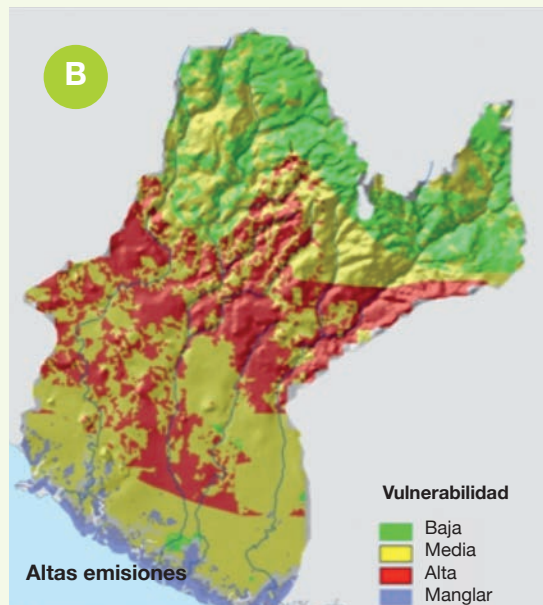 B
Vulnerabilidad
Baja
Media
Alta
Manglar
Altas emisiones